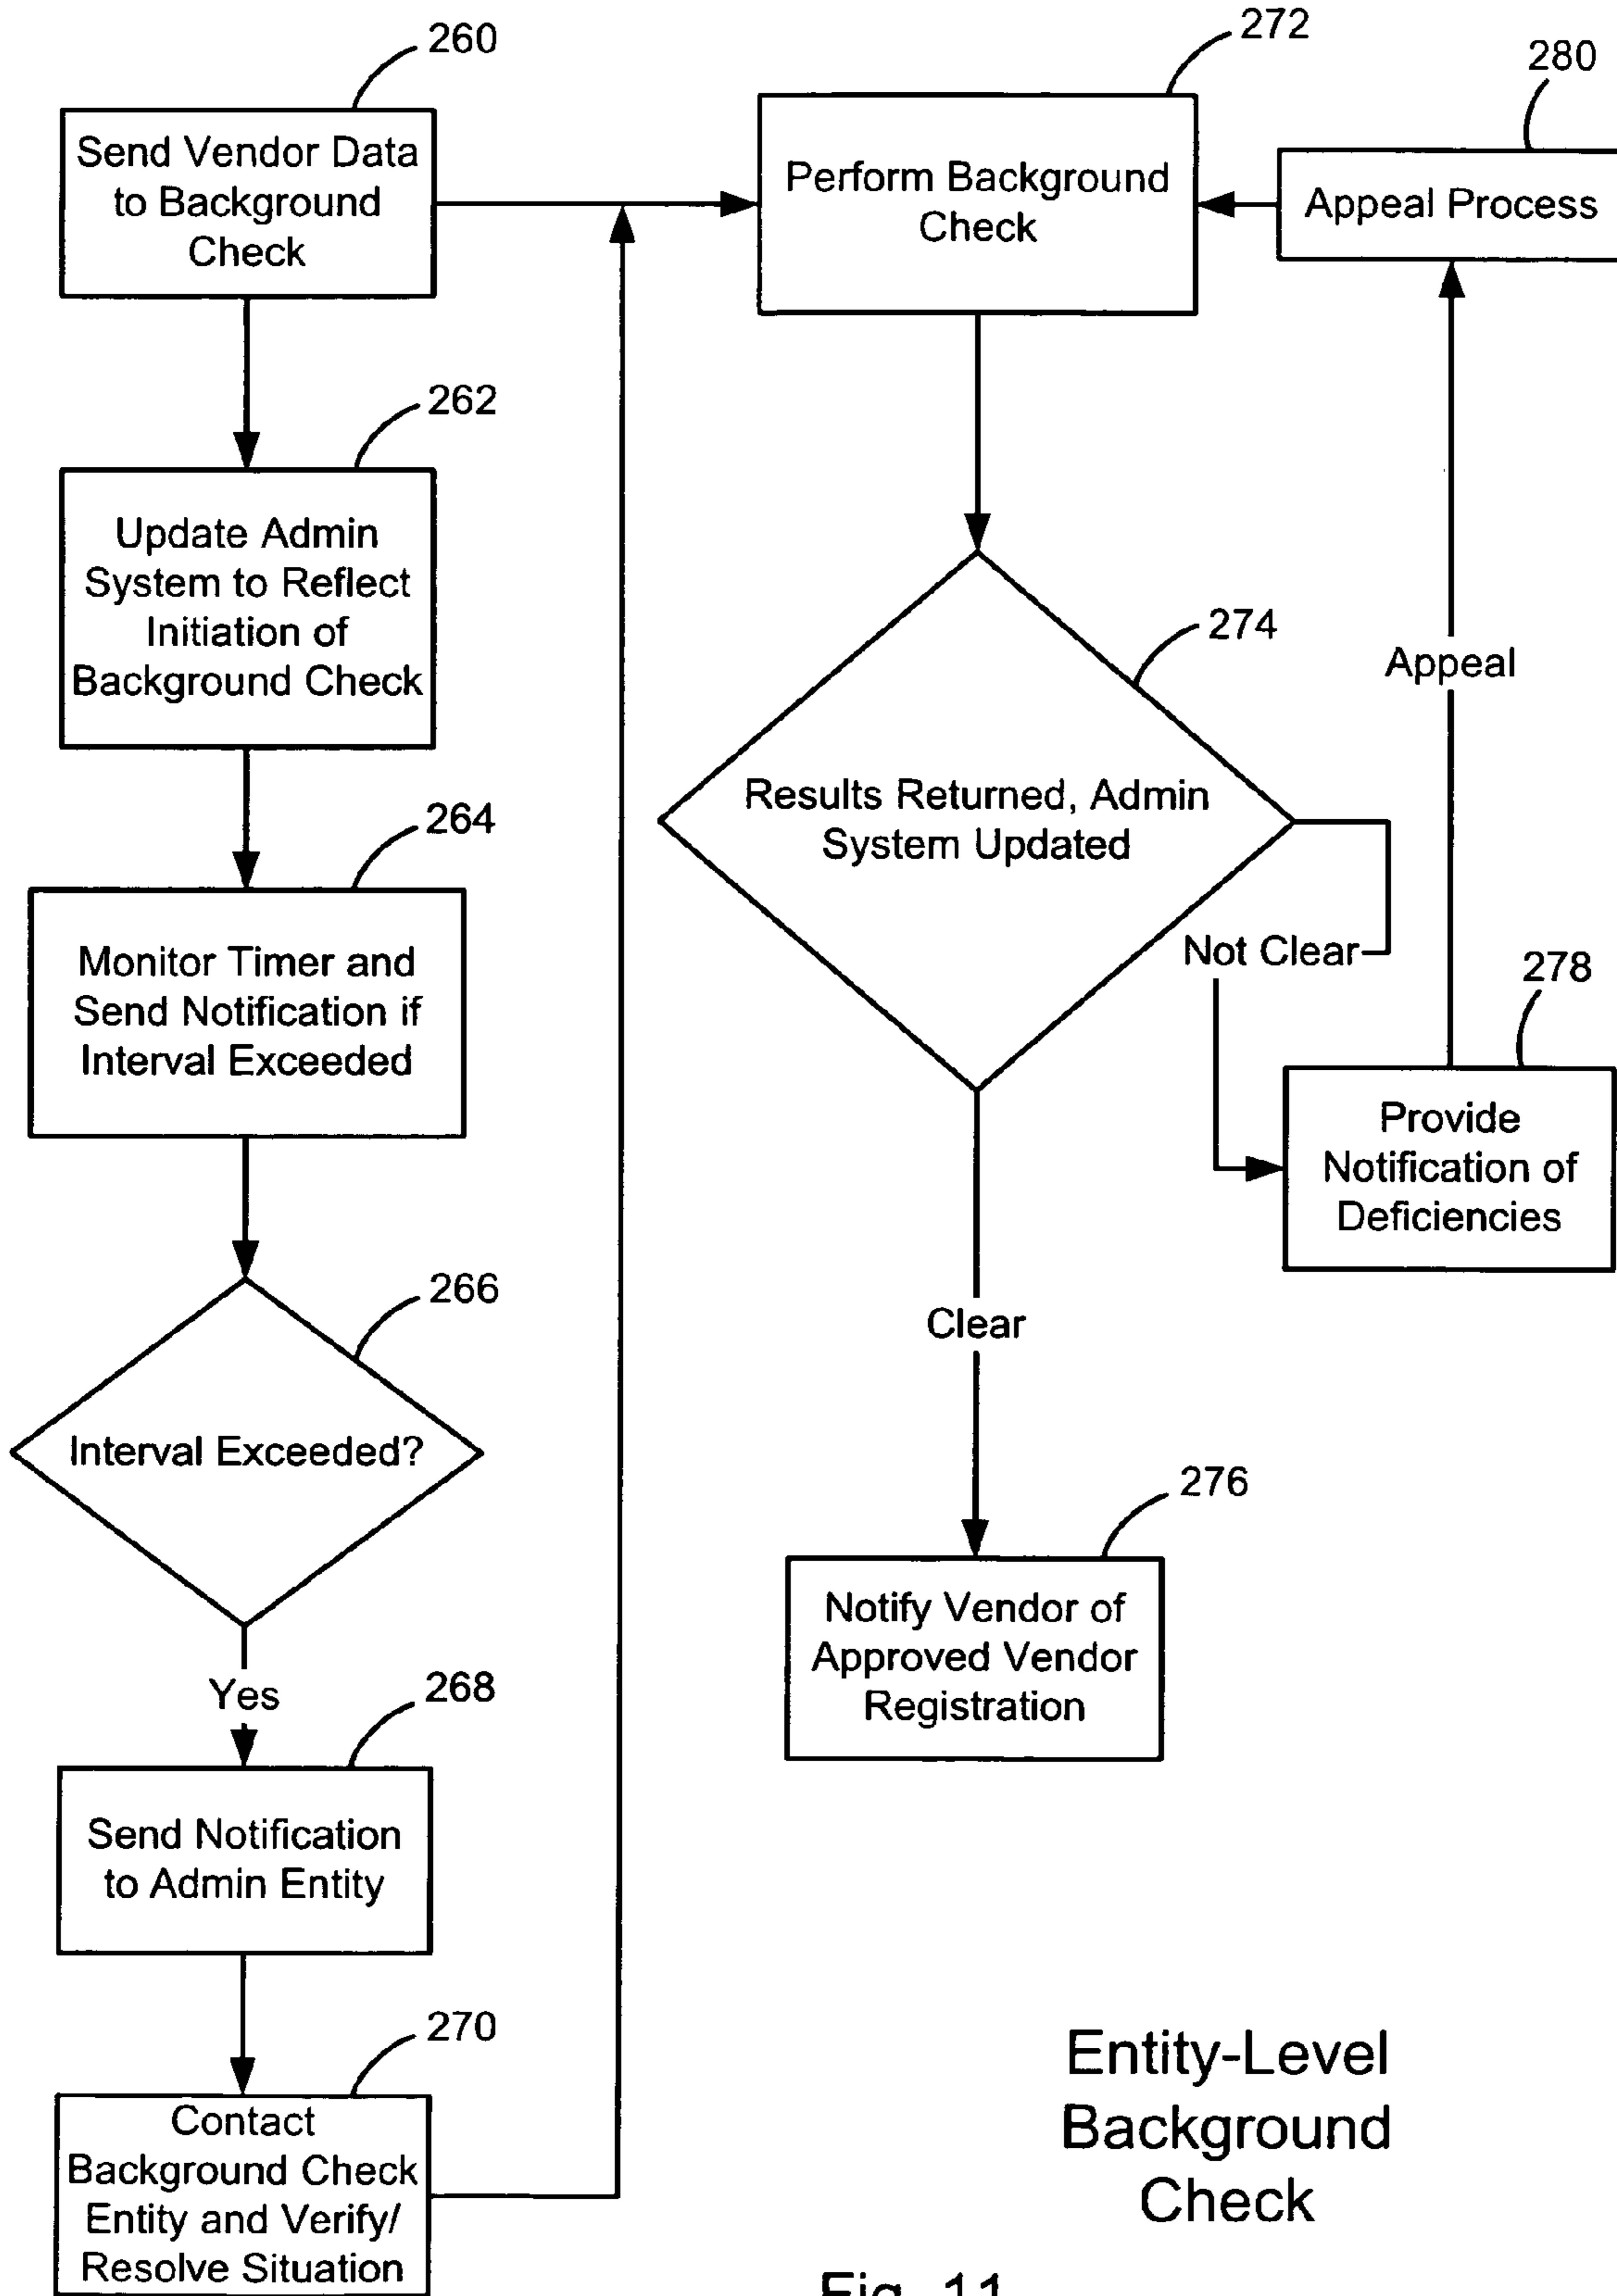 260
Send Vendor Data
to Background
Check
262
Update Admin
System to Reflect
Initiation of
Background Check
264
Monitor Timer and
Send Notification if
Interval Exceeded
266
Interval Exceeded?
Yes
268
Send Notification
to Admin Entity
270
Contact
Background Check
Entity and Verify/
Resolve Situation
272
Perform Background
Check
280
Appeal Process
274
Results Returned, Admin
System Updated
Appeal
Not Clear
278
Provide
Notification of
Deficiencies
Clear
276
Notify Vendor of
Approved Vendor
Registration
Entity-Level
Background
Check
Fig. 11